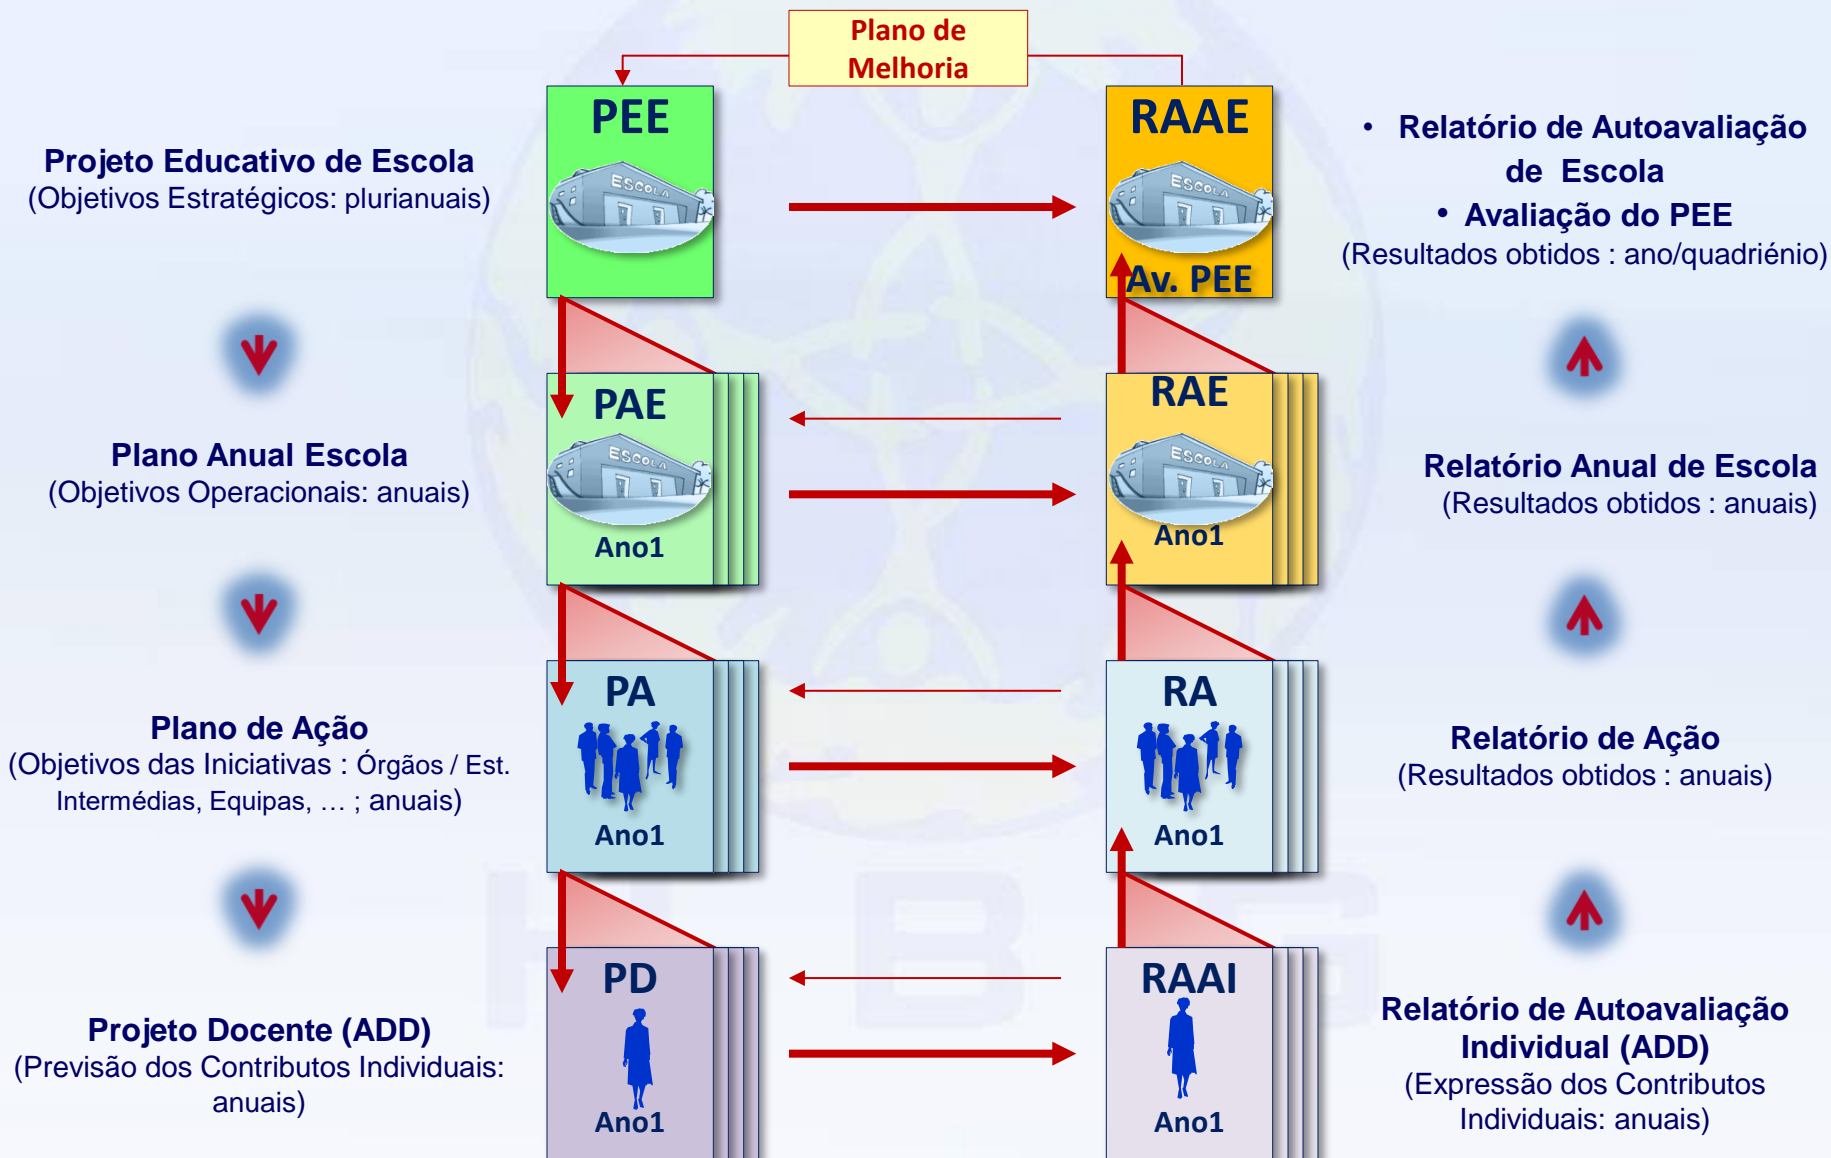 Plano de
Melhoria
PEE
ESCOLA
RAAE
ESCOLA
Av. PEE
Projeto Educativo de Escola
(Objetivos Estratégicos: plurianuais)
• Relatório de Autoavaliação
de Escola
• Avaliação do PEE
(Resultados obtidos : ano/quadriénio)
PAE
ESCOLA
Ano1
RAE
ESCOLA
Ano1
Plano Anual Escola
(Objetivos Operacionais: anuais)
Relatório Anual de Escola
(Resultados obtidos : anuais)
PA
Ano1
RA
Ano1
Plano de Ação
(Objetivos das Iniciativas : Órgãos / Est.
Intermédias, Equipas, … ; anuais)
Relatório de Ação
(Resultados obtidos : anuais)
H B G
PD
Ano1
RAAI
Ano1
Projeto Docente (ADD)
(Previsão dos Contributos Individuais:
anuais)
Relatório de Autoavaliação
Individual (ADD)
(Expressão dos Contributos
Individuais: anuais)